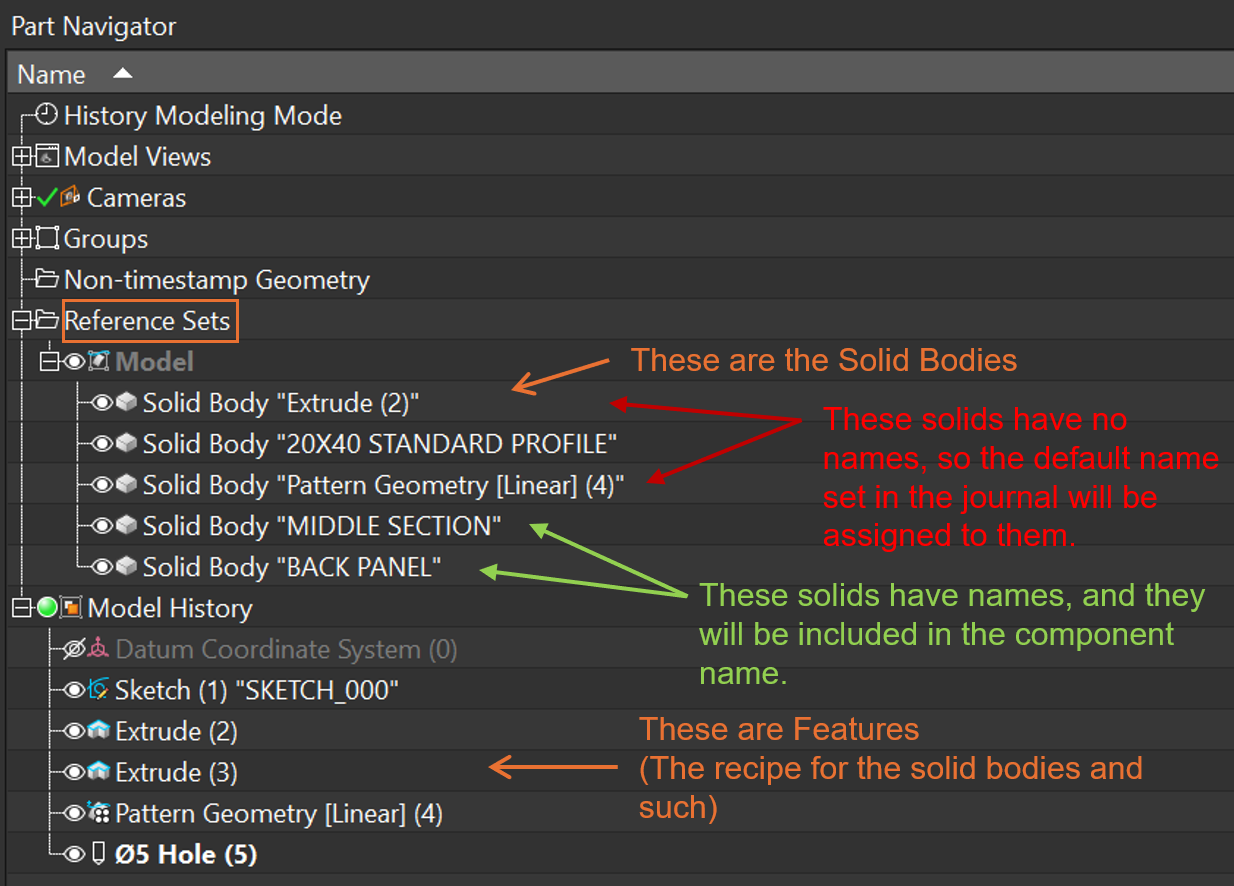 Part Navigator
Name
History Modeling Mode
Model Views
Cameras
Groups
Non-timestamp Geometry
Reference Sets
Model
These are the Solid Bodies
Solid Body "Extrude (2)"
These solids have no
names, so the default name
set in the journal will be
assigned to them.
Solid Body "20X40 STANDARD PROFILE"
Solid Body "Pattern Geometry [Linear] (4)"
Solid Body "MIDDLE SECTION"
Solid Body "BACK PANEL"
These solids have names, and they
will be included in the component
name.
Model History
Datum Coordinate System (0)
Sketch (1) "SKETCH_000"
Extrude (2)
These are Features
(The recipe for the solid bodies and
such)
Extrude (3)
Pattern Geometry [Linear] (4)
Ø5 Hole (5)